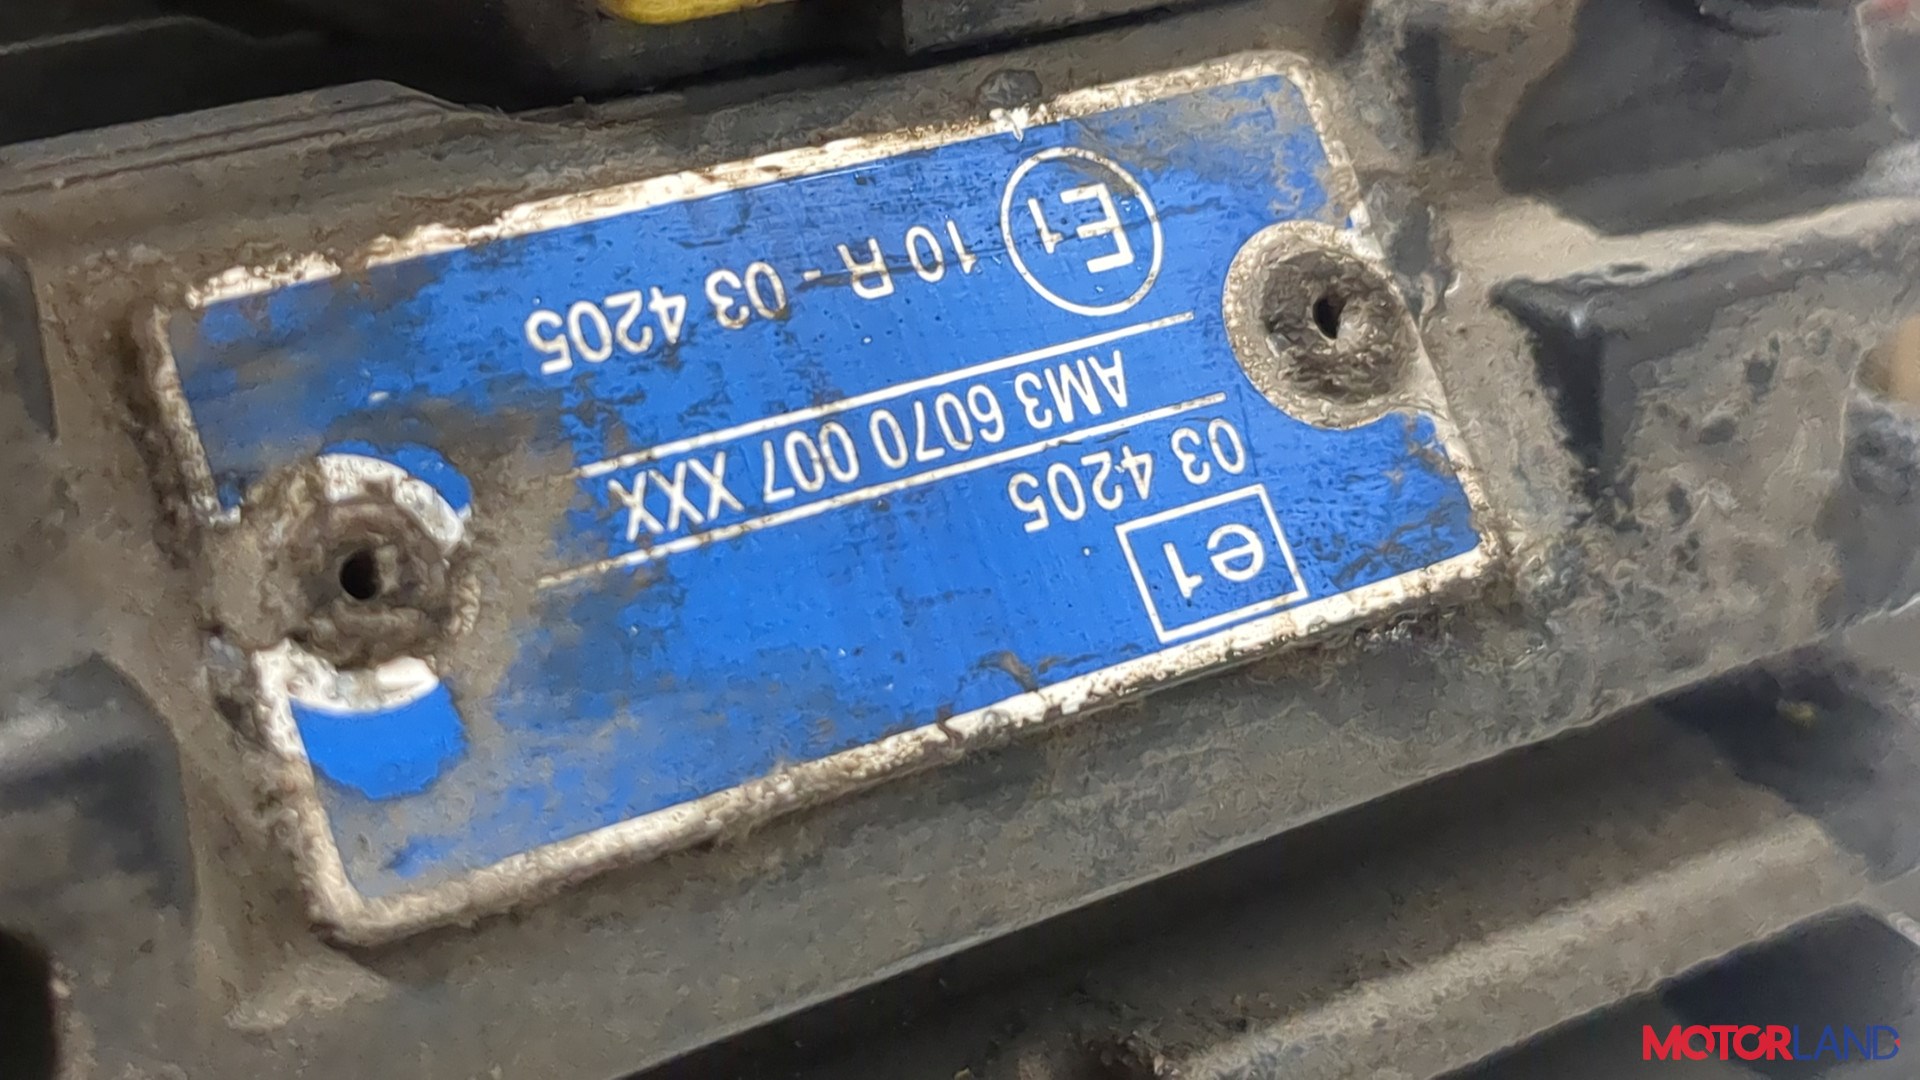 e1
03 4205
AM3 6070 007 XXX
E1 10 R - 03 4205
MOTORLAND